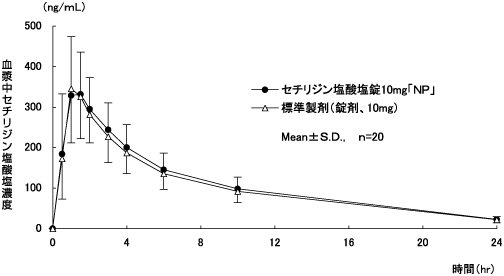 (ng/mL)
500
400
300
200
100
0
血漿中セチリジン塩酸塩濃度
セチリジン塩酸塩錠10mg「NP」
標準製剤(錠剤、10mg)
Mean±S.D., n=20
0
4
8
12
16
20
24
時間(hr)